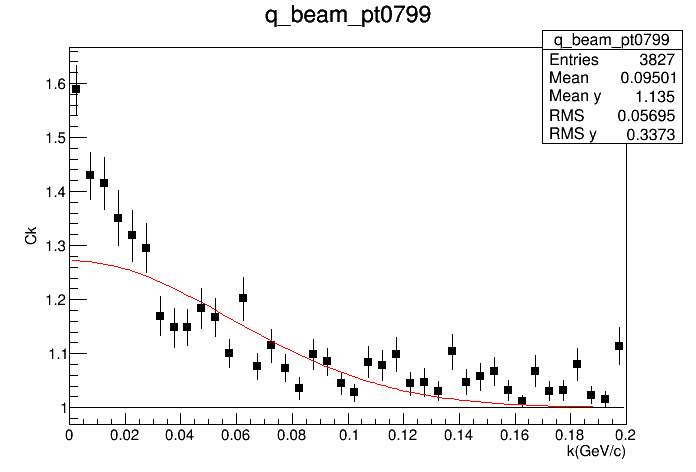 q_beam_pt0799
q_beam_pt0799
Entries 3827
Mean 0.09501
Mean y 1.135
RMS 0.05695
RMS y 0.3373
Ck
1.6
1.5
1.4
1.3
1.2
1.1
1
0 0.02 0.04 0.06 0.08 0.1 0.12 0.14 0.16 0.18 0.2
k(GeV/c)